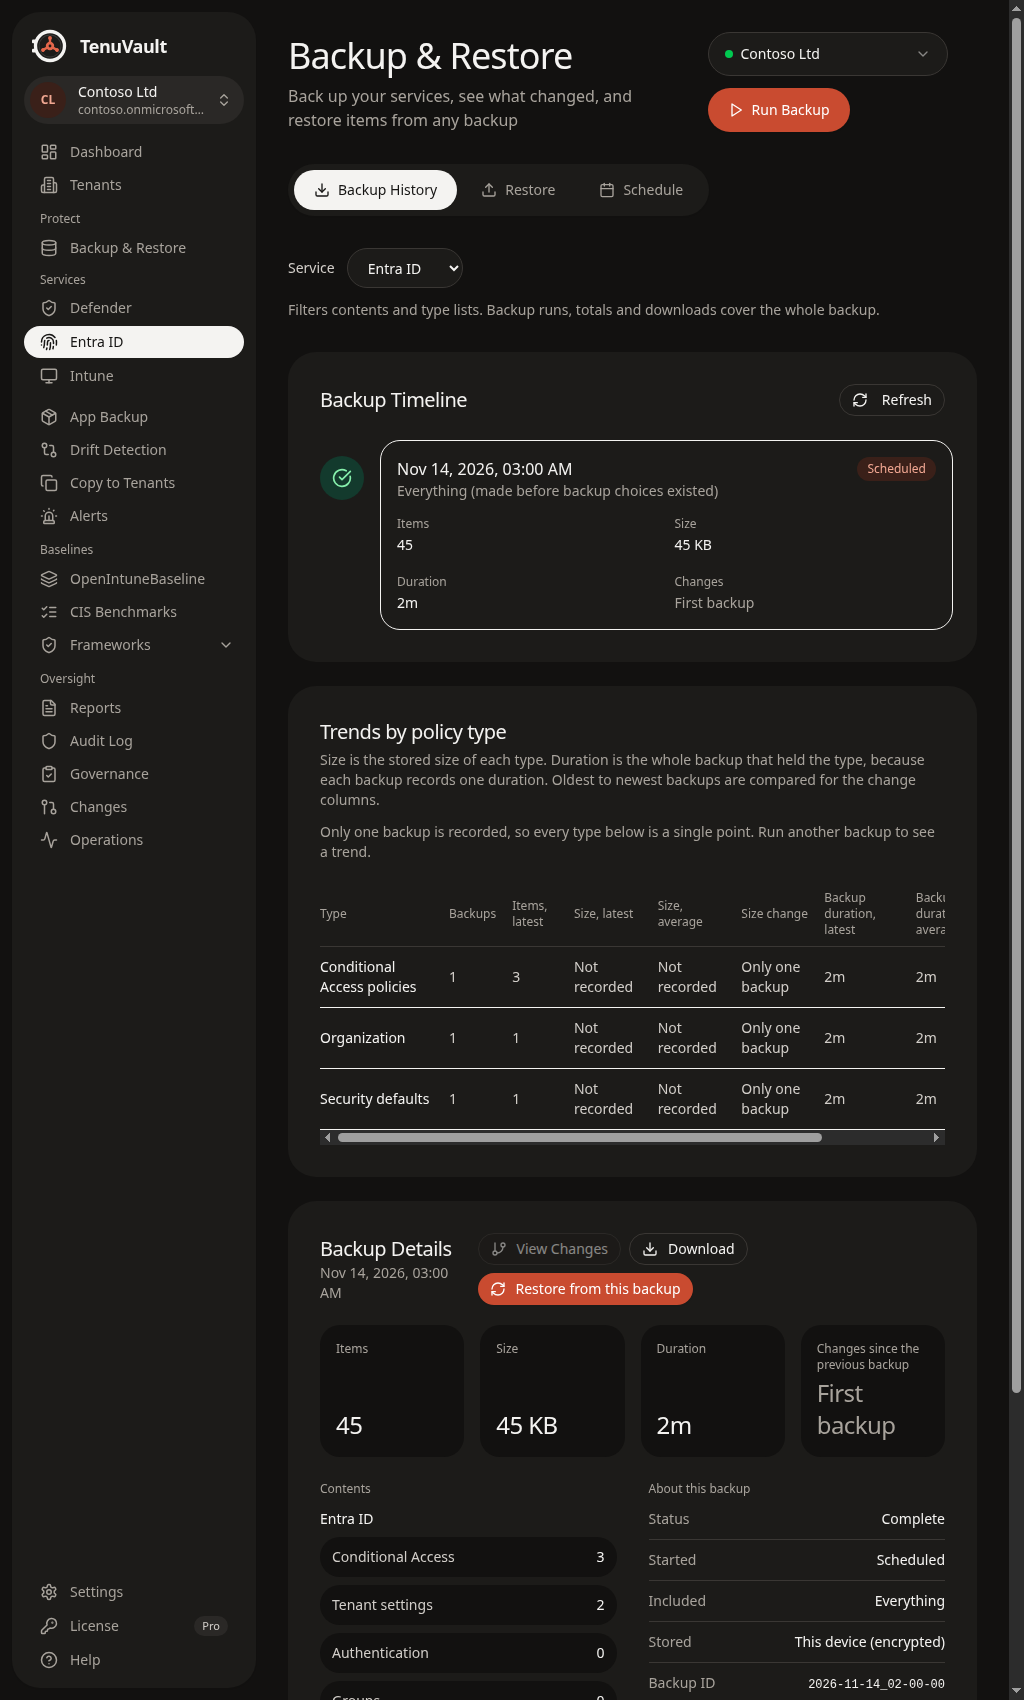 TenuVault
CL
Contoso Ltd
contoso.onmicrosoft...
Dashboard
Tenants
Protect
Backup & Restore
Services
Defender
Entra ID
Intune
App Backup
Drift Detection
Copy to Tenants
Alerts
Baselines
OpenIntuneBaseline
CIS Benchmarks
Frameworks
Oversight
Reports
Audit Log
Governance
Changes
Operations
Settings
License
Pro
Help
Backup & Restore
Back up your services, see what changed, and
restore items from any backup
Contoso Ltd
Run Backup
Backup History
Restore
Schedule
Service
Entra ID
Filters contents and type lists. Backup runs, totals and downloads cover the whole backup.
Backup Timeline
Refresh
Nov 14, 2026, 03:00 AM
Scheduled
Everything (made before backup choices existed)
Items
Size
45
45 KB
Duration
Changes
2m
First backup
Trends by policy type
Size is the stored size of each type. Duration is the whole backup that held the type, because
each backup records one duration. Oldest to newest backups are compared for the change
columns.
Only one backup is recorded, so every type below is a single point. Run another backup to see
a trend.
Type
Backups
Items,
latest
Size, latest
Size,
average
Size change
Backup
duration,
latest
Conditional
Access policies
1
3
Not
recorded
Not
recorded
Only one
backup
2m
2m
Organization
1
1
Not
recorded
Not
recorded
Only one
backup
2m
2m
Security defaults
1
1
Not
recorded
Not
recorded
Only one
backup
2m
2m
Backup Details
Nov 14, 2026, 03:00
AM
View Changes
Download
Restore from this backup
Items
45
Size
45 KB
Duration
2m
Changes since the
previous backup
First
backup
Contents
Entra ID
Conditional Access 3
Tenant settings 2
Authentication 0
About this backup
Status Complete
Started Scheduled
Included Everything
Stored This device (encrypted)
Backup ID 2026-11-14_02-00-00